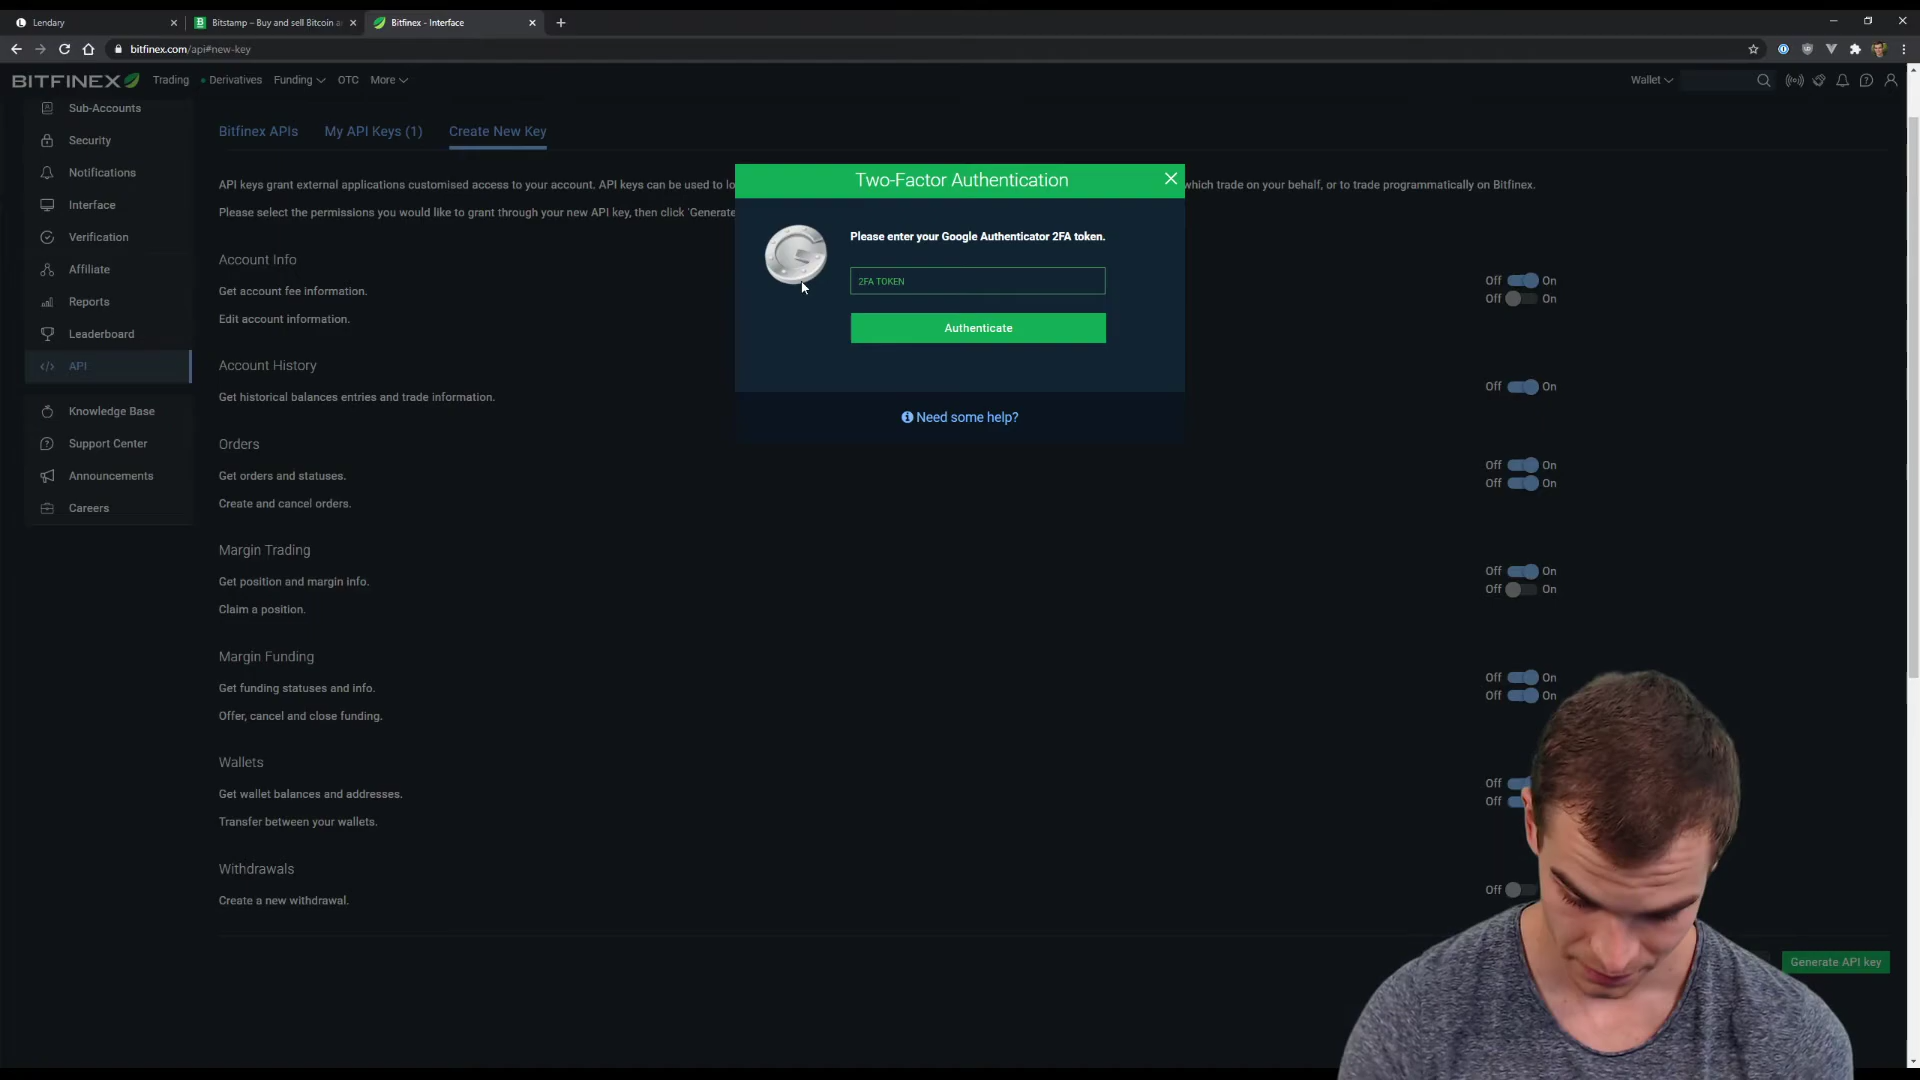 Lendary
Bitstamp – Buy and sell Bitcoin a
Bitfinex - Interface
bitfinex.com/api#new-key
BITFINEX
Trading
Derivatives
Funding
OTC
More
Wallet
Sub-Accounts
Security
Notifications
Interface
Verification
Affiliate
Reports
Leaderboard
API
Knowledge Base
Support Center
Announcements
Careers
Bitfinex APIs
My API Keys (1)
Create New Key
API keys grant external applications customised access to your account. API keys can be used to lo
which trade on your behalf, or to trade programmatically on Bitfinex.
Please select the permissions you would like to grant through your new API key, then click 'Generate
Two-Factor Authentication
Please enter your Google Authenticator 2FA token.
2FA TOKEN
Authenticate
Need some help?
Account Info
Get account fee information.
Off On
Edit account information.
Off On
Account History
Get historical balances entries and trade information.
Off On
Orders
Get orders and statuses.
Off On
Create and cancel orders.
Off On
Margin Trading
Get position and margin info.
Off On
Claim a position.
Off On
Margin Funding
Get funding statuses and info.
Off On
Offer, cancel and close funding.
Off On
Wallets
Get wallet balances and addresses.
Off
Transfer between your wallets.
Off
Withdrawals
Create a new withdrawal.
Off
Generate API key